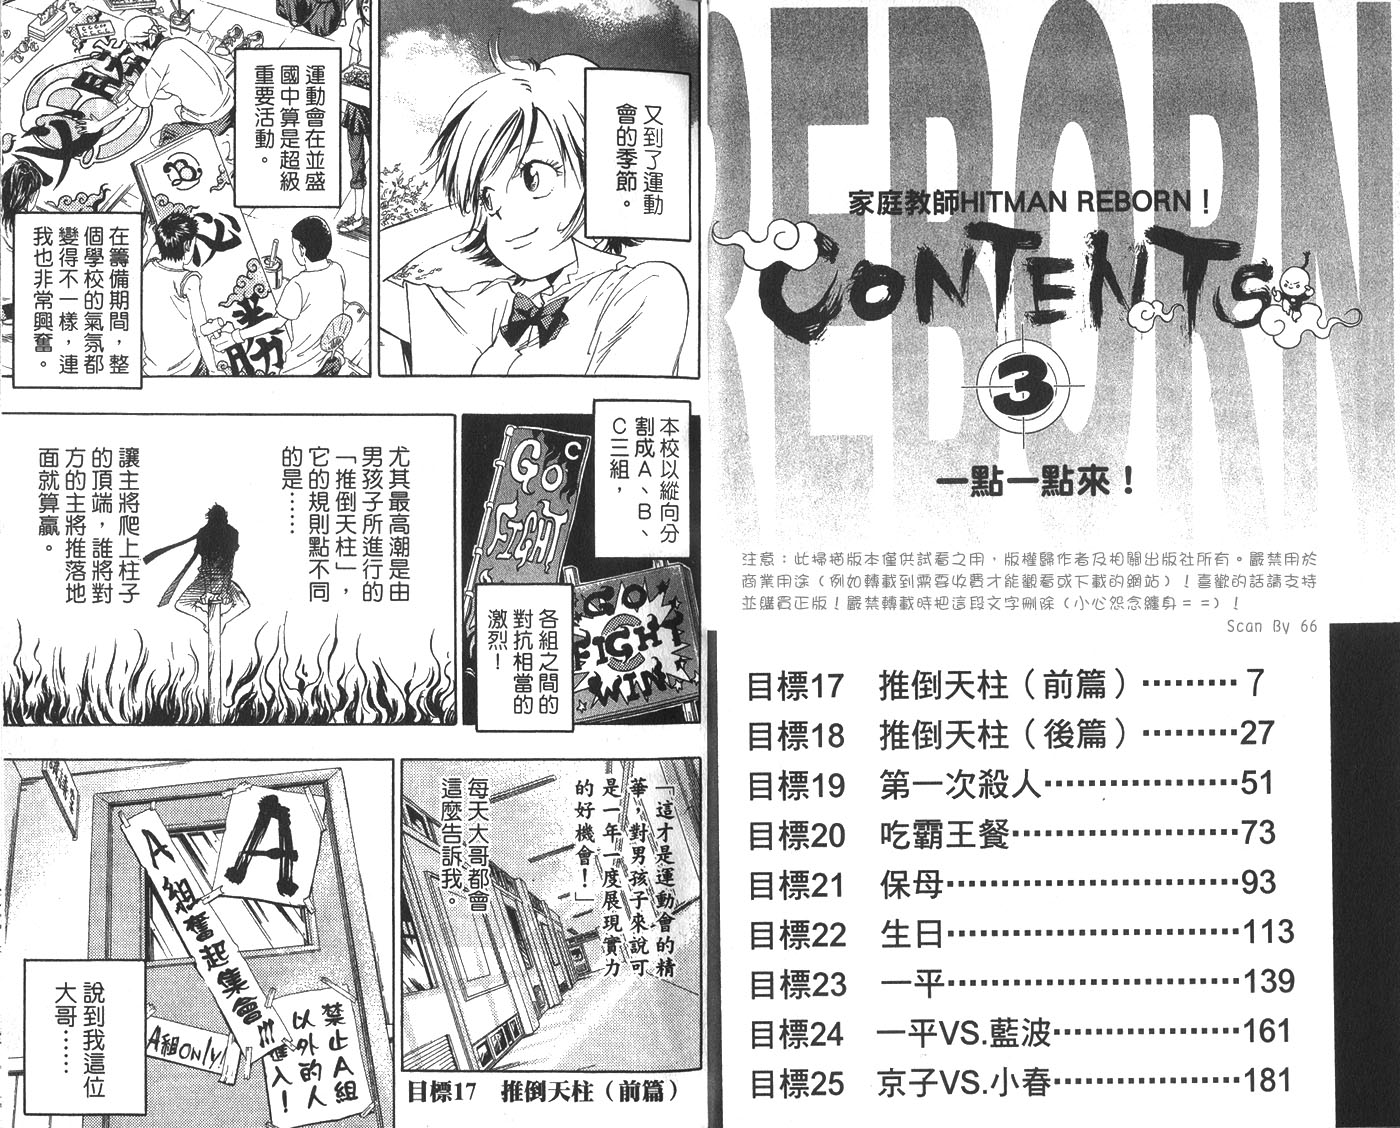 REBORN
家庭教師HITMAN REBORN！
CONTENTS
3
一點一點來！
注意：此掃描版本僅供試看之用，版權歸作者及相關出版社所有。嚴禁用於
商業用途（例如轉載到需要收費才能觀看或下載的網站）！喜歡的話請支持
並購買正版！嚴禁轉載時把這段文字刪除（小心怨念纏身＝＝）！
Scan By 66
目標17 推倒天柱（前篇）⋯⋯⋯7
目標18 推倒天柱（後篇）⋯⋯⋯27
目標19 第一次殺人⋯⋯⋯⋯⋯⋯51
目標20 吃霸王餐⋯⋯⋯⋯⋯⋯⋯73
目標21 保母⋯⋯⋯⋯⋯⋯⋯⋯⋯93
目標22 生日⋯⋯⋯⋯⋯⋯⋯⋯⋯113
目標23 一平⋯⋯⋯⋯⋯⋯⋯⋯⋯139
目標24 一平VS.藍波⋯⋯⋯⋯⋯161
目標25 京子VS.小春⋯⋯⋯⋯⋯181
又到了運動
會的季節。
運動會在並盛
國中算是超級
重要活動。
在籌備期間，整
個學校的氣氛都
變得不一樣，連
我也非常興奮。
B
必
勝
本校以縱向分
割成A、B、
C三組，
C
GO
FIGHT
GO
FIGHT
WIN
各組之間的
對抗相當的
激烈！
尤其最高潮是由
男孩子所進行的
「推倒天柱」，
它的規則點不同
的是⋯⋯
讓主將爬上柱子
的頂端，誰將對
方的主將推落地
面就算贏。
「這才是運動會的精
華，對男孩子來說可
是一年一度展現實力
的好機會！」
每天大哥都會
這麼告訴我。
A
A組奮起集會!!!
禁止A組
以外的人
進入！
A組ONLY!
說到我這位
大哥⋯⋯
目標17 推倒天柱（前篇）